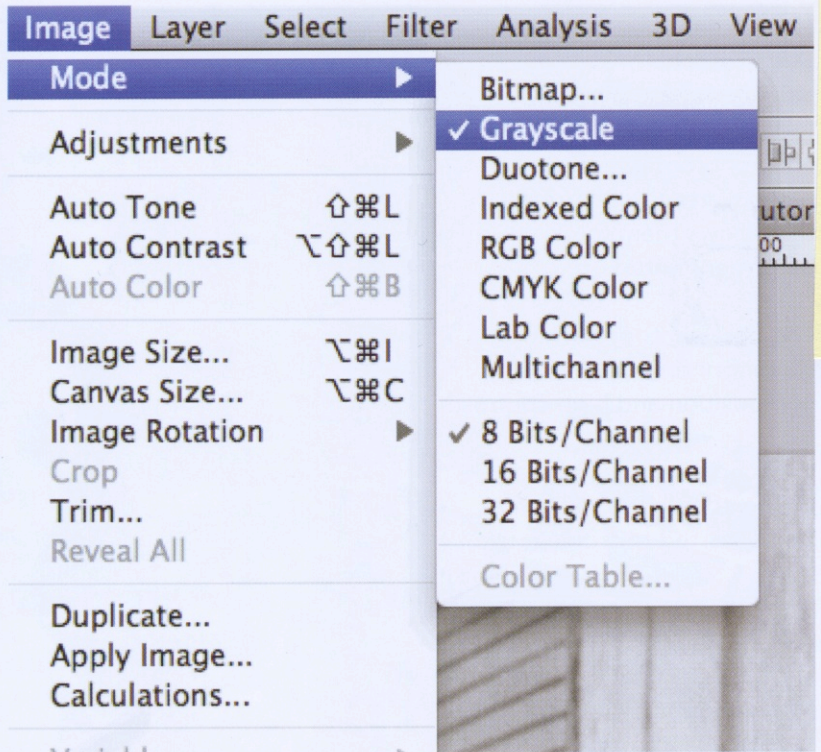 Image Layer Select Filter Analysis 3D View
Mode
Adjustments
Auto Tone ⇧⌘L
Auto Contrast ⌥⇧⌘L
Auto Color ⇧⌘B
Image Size... ⌥⌘I
Canvas Size... ⌥⌘C
Image Rotation
Crop
Trim...
Reveal All
Duplicate...
Apply Image...
Calculations...
Bitmap...
✓ Grayscale
Duotone...
Indexed Color
RGB Color
CMYK Color
Lab Color
Multichannel
✓ 8 Bits/Channel
16 Bits/Channel
32 Bits/Channel
Color Table...
utor
00